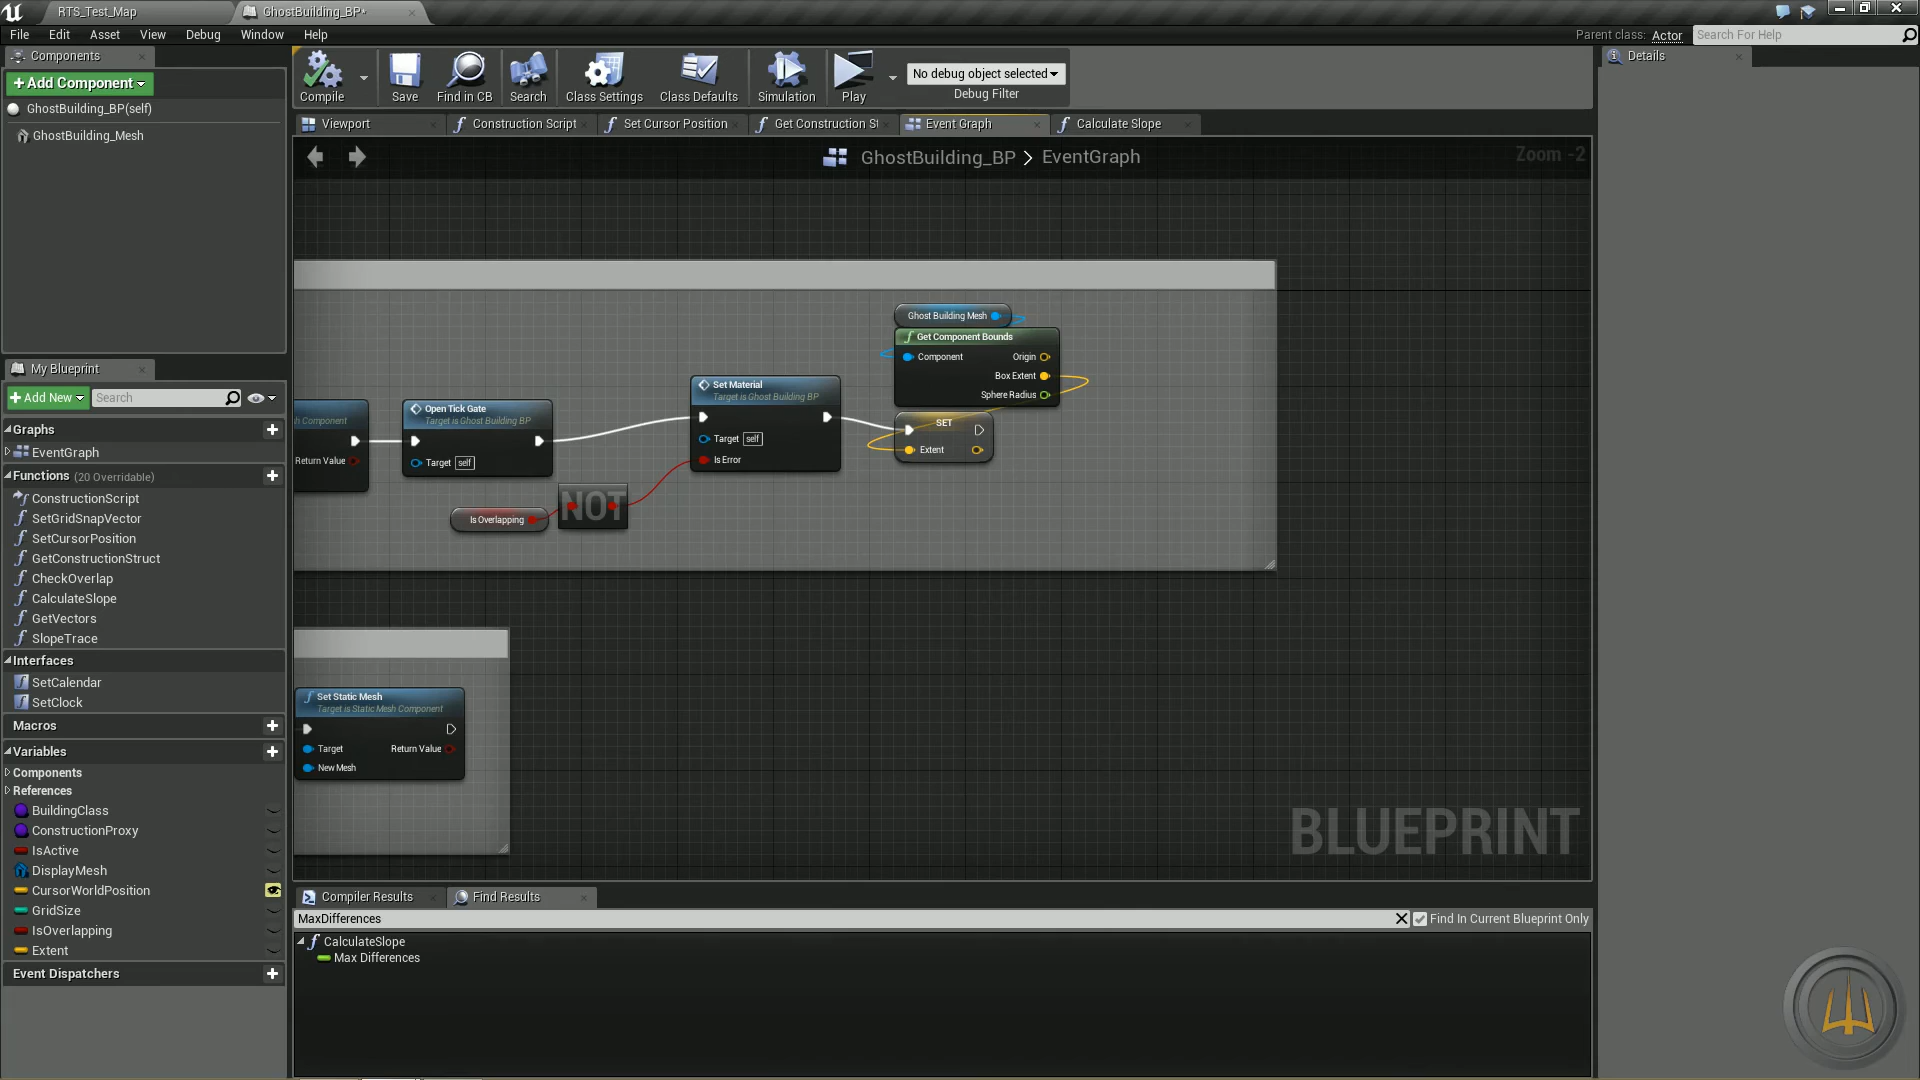 RTS_Test_Map
GhostBuilding_BP*
File Edit Asset View Debug Window Help
Parent class: Actor
Search For Help
Components
Add Component
GhostBuilding_BP(self)
GhostBuilding_Mesh
Compile
Save
Find in CB
Search
Class Settings
Class Defaults
Simulation
Play
No debug object selected
Debug Filter
Details
Viewport
Construction Script
Set Cursor Position
Get Construction St
Event Graph
Calculate Slope
GhostBuilding_BP > EventGraph
Zoom -2
Ghost Building Mesh
Get Component Bounds
Component Origin
Box Extent
Sphere Radius
Set Material
Target is Ghost Building BP
Target self
Is Error
SET
Extent
Open Tick Gate
Target is Ghost Building BP
Target self
h Component
Return Value
Is Overlapping
NOT
Set Static Mesh
Target is Static Mesh Component
Target Return Value
New Mesh
BLUEPRINT
My Blueprint
Add New
Search
Graphs
EventGraph
Functions (20 Overridable)
ConstructionScript
SetGridSnapVector
SetCursorPosition
GetConstructionStruct
CheckOverlap
CalculateSlope
GetVectors
SlopeTrace
Interfaces
SetCalendar
SetClock
Macros
Variables
Components
References
BuildingClass
ConstructionProxy
IsActive
DisplayMesh
CursorWorldPosition
GridSize
IsOverlapping
Extent
Event Dispatchers
Compiler Results
Find Results
MaxDifferences
Find In Current Blueprint Only
CalculateSlope
Max Differences